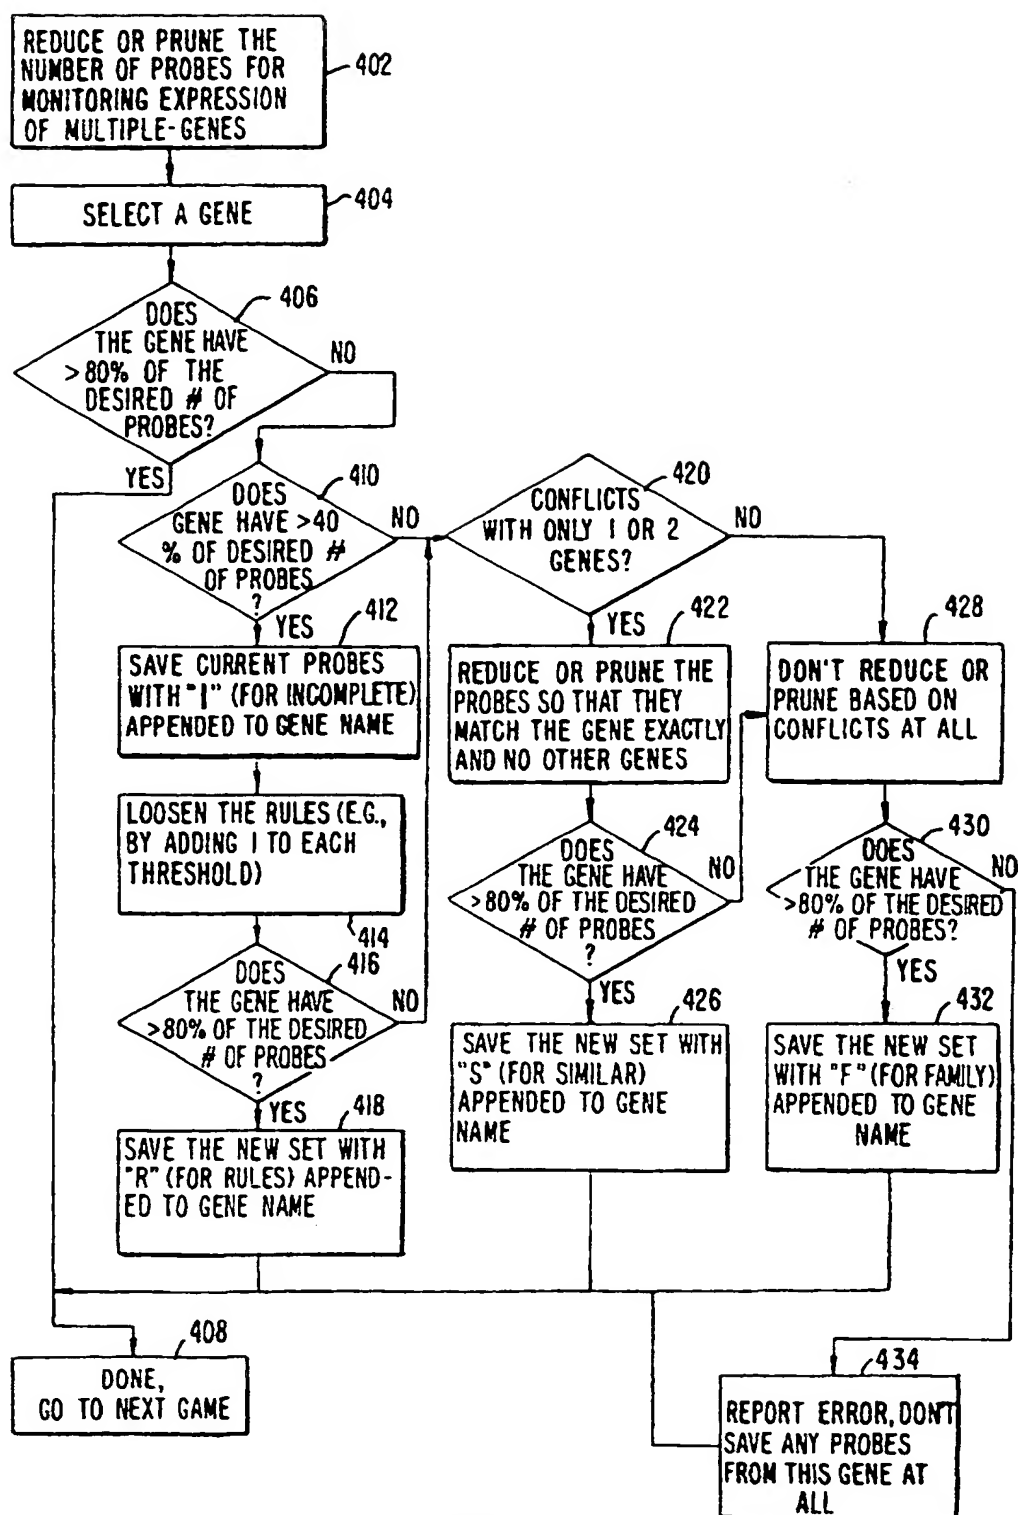 REDUCE OR PRUNE THE
NUMBER OF PROBES FOR
MONITORING EXPRESSION
OF MULTIPLE-GENES
402
SELECT A GENE
404
406
DOES
THE GENE HAVE
>80% OF THE
DESIRED # OF
PROBES?
NO
YES
410
DOES
GENE HAVE >40
% OF DESIRED #
OF PROBES
?
NO
YES
412
SAVE CURRENT PROBES
WITH "I" (FOR INCOMPLETE)
APPENDED TO GENE NAME
LOOSEN THE RULES (E.G.,
BY ADDING 1 TO EACH
THRESHOLD)
414
416
DOES
THE GENE HAVE
>80% OF THE DESIRED
# OF PROBES
?
NO
YES
418
SAVE THE NEW SET WITH
"R" (FOR RULES) APPEND-
ED TO GENE NAME
420
CONFLICTS
WITH ONLY 1 OR 2
GENES?
NO
YES
422
REDUCE OR PRUNE THE
PROBES SO THAT THEY
MATCH THE GENE EXACTLY
AND NO OTHER GENES
424
DOES
THE GENE HAVE
>80% OF THE DESIRED
# OF PROBES
?
NO
YES
426
SAVE THE NEW SET WITH
"S" (FOR SIMILAR)
APPENDED TO GENE
NAME
428
DON'T REDUCE OR
PRUNE BASED ON
CONFLICTS AT ALL
430
DOES
THE GENE HAVE
>80% OF THE DESIRED
# OF PROBES?
NO
YES
432
SAVE THE NEW SET
WITH "F" (FOR FAMILY)
APPENDED TO GENE
NAME
408
DONE,
GO TO NEXT GAME
434
REPORT ERROR, DON'T
SAVE ANY PROBES
FROM THIS GENE AT
ALL